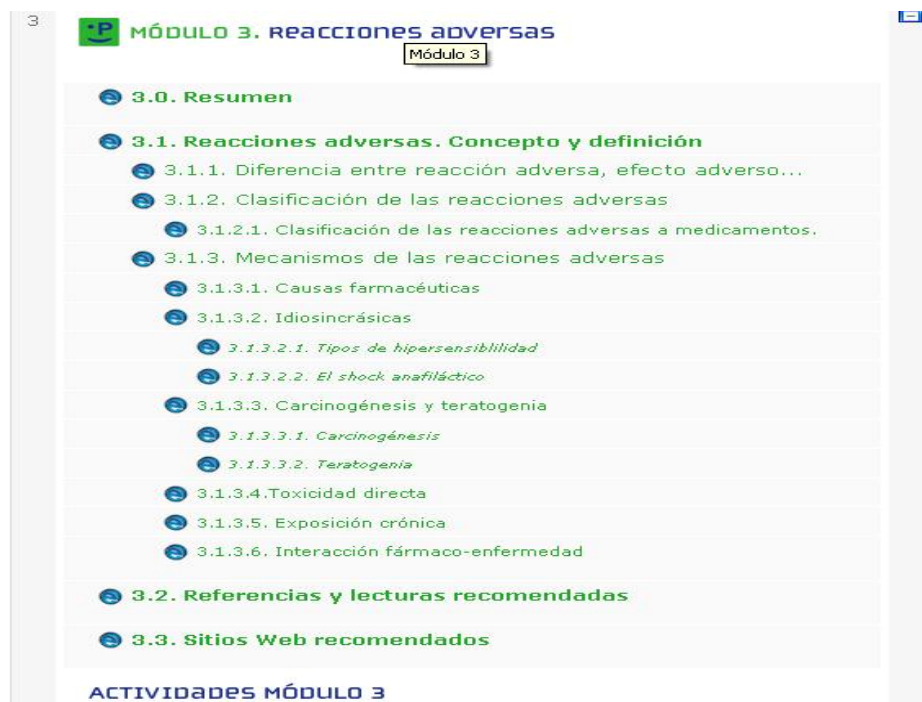 3
MÓDULO 3. Reacciones adversas
Módulo 3
3.0. Resumen
3.1. Reacciones adversas. Concepto y definición
3.1.1. Diferencia entre reacción adversa, efecto adverso...
3.1.2. Clasificación de las reacciones adversas
3.1.2.1. Clasificación de las reacciones adversas a medicamentos.
3.1.3. Mecanismos de las reacciones adversas
3.1.3.1. Causas farmacéuticas
3.1.3.2. Idiosincrásicas
3.1.3.2.1. Tipos de hipersensiblilidad
3.1.3.2.2. El shock anafiláctico
3.1.3.3. Carcinogénesis y teratogenia
3.1.3.3.1. Carcinogénesis
3.1.3.3.2. Teratogenia
3.1.3.4.Toxicidad directa
3.1.3.5. Exposición crónica
3.1.3.6. Interacción fármaco-enfermedad
3.2. Referencias y lecturas recomendadas
3.3. Sitios Web recomendados
ACTIVIDADES MÓDULO 3